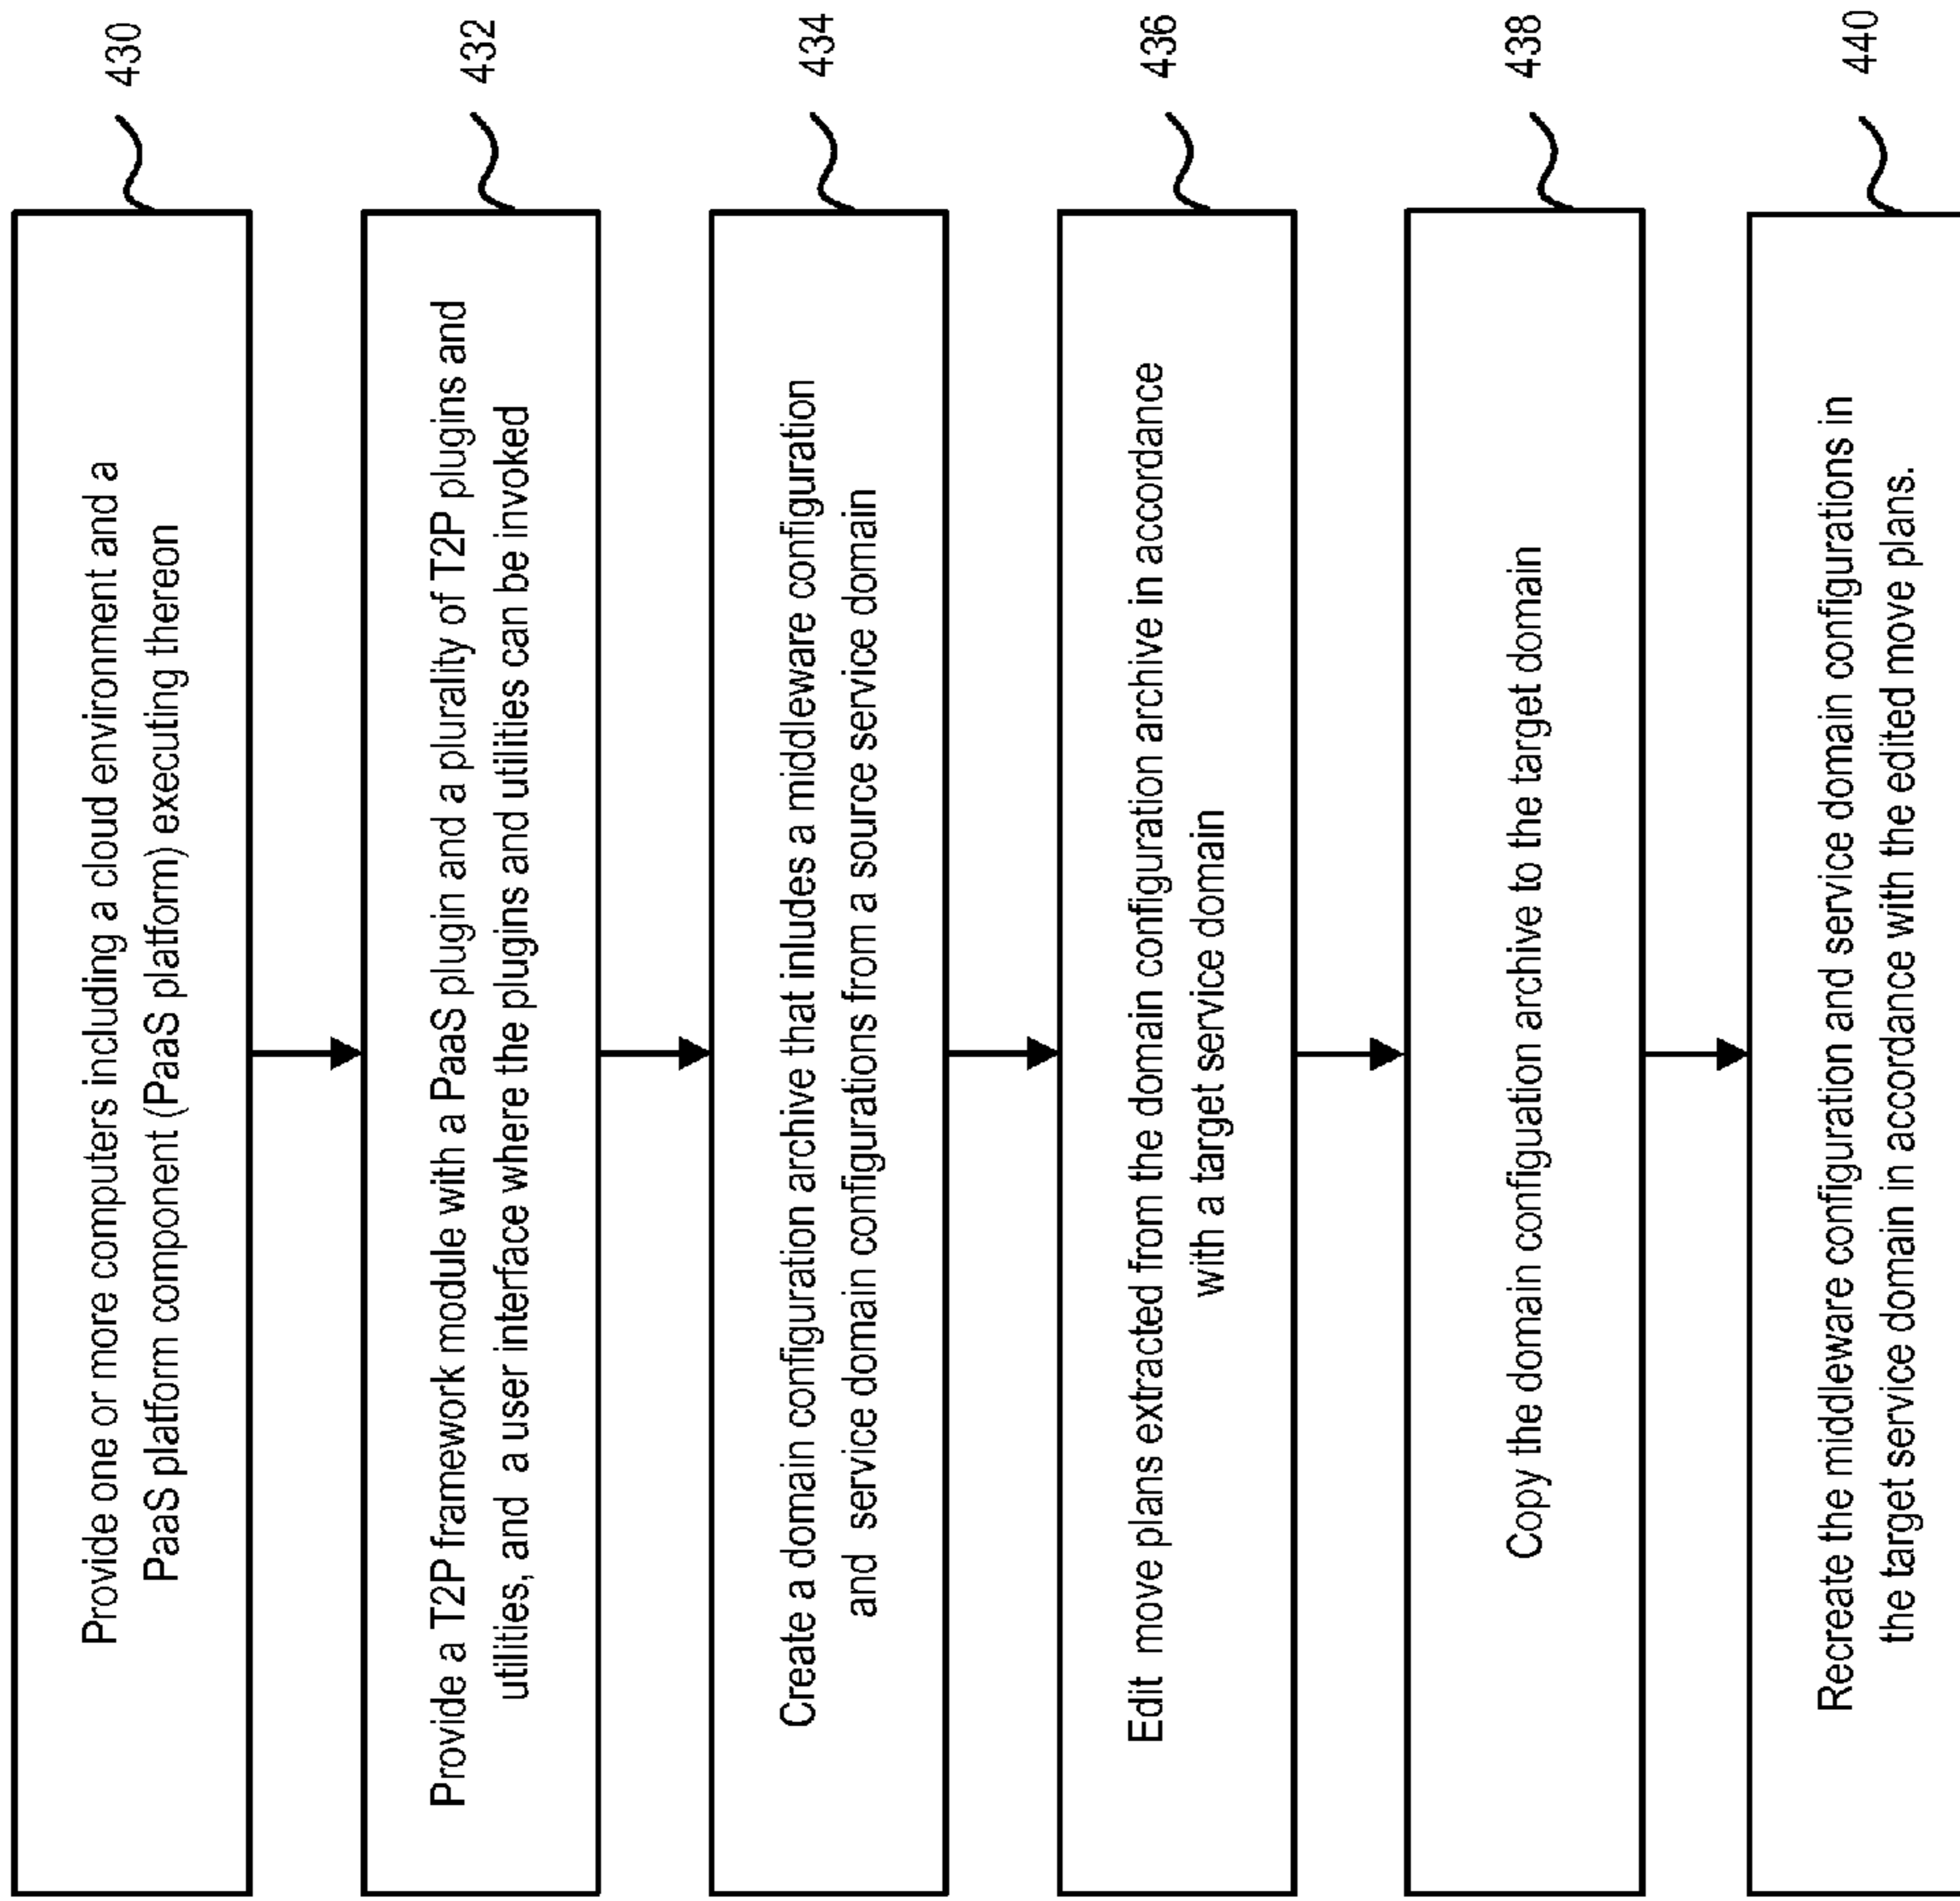 Provide one or more computers including a cloud environment and a
PaaS platform component (PaaS platform) executing thereon
430
Provide a T2P framework module with a PaaS plugin and a plurality of T2P plugins and
utilities, and a user interface where the plugins and utilities can be invoked
432
Create a domain configuration archive that inludes a middleware configuration
and service domain configurations from a source service domain
434
Edit move plans extracted from the domain configuration archive in accordance
with a target service domain
436
Copy the domain configuation archive to the target domain
438
Recreate the middleware configuration and service domain configurations in
the target service domain in accordance with the edited move plans.
440